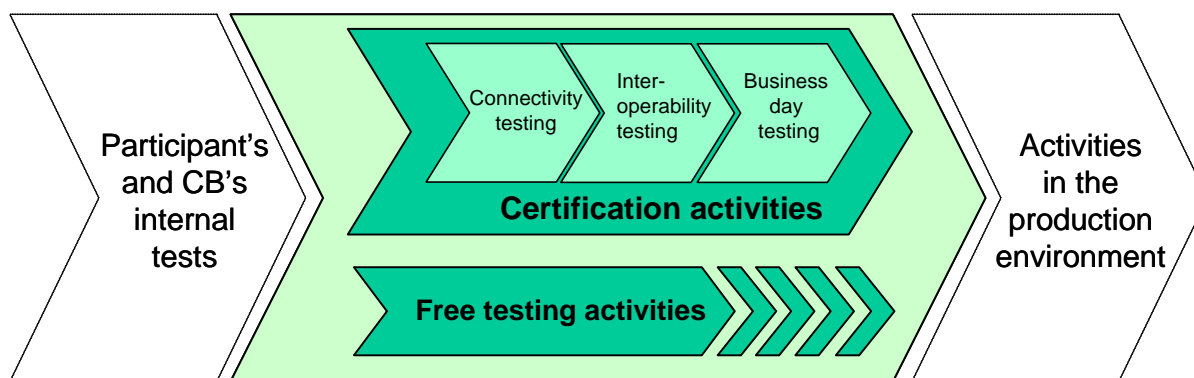 Participant's
and CB's
internal
tests
Connectivity
testing
Inter-
operability
testing
Business
day
testing
Certification activities
Free testing activities
Activities
in the
production
environment